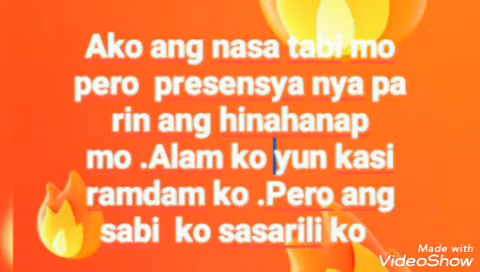 Ako ang nasa tabi mo
pero presensya nya pa
rin ang hinahanap
mo .Alam ko yun kasi
ramdam ko .Pero ang
sabi ko sasarili ko
Made with
VideoShow